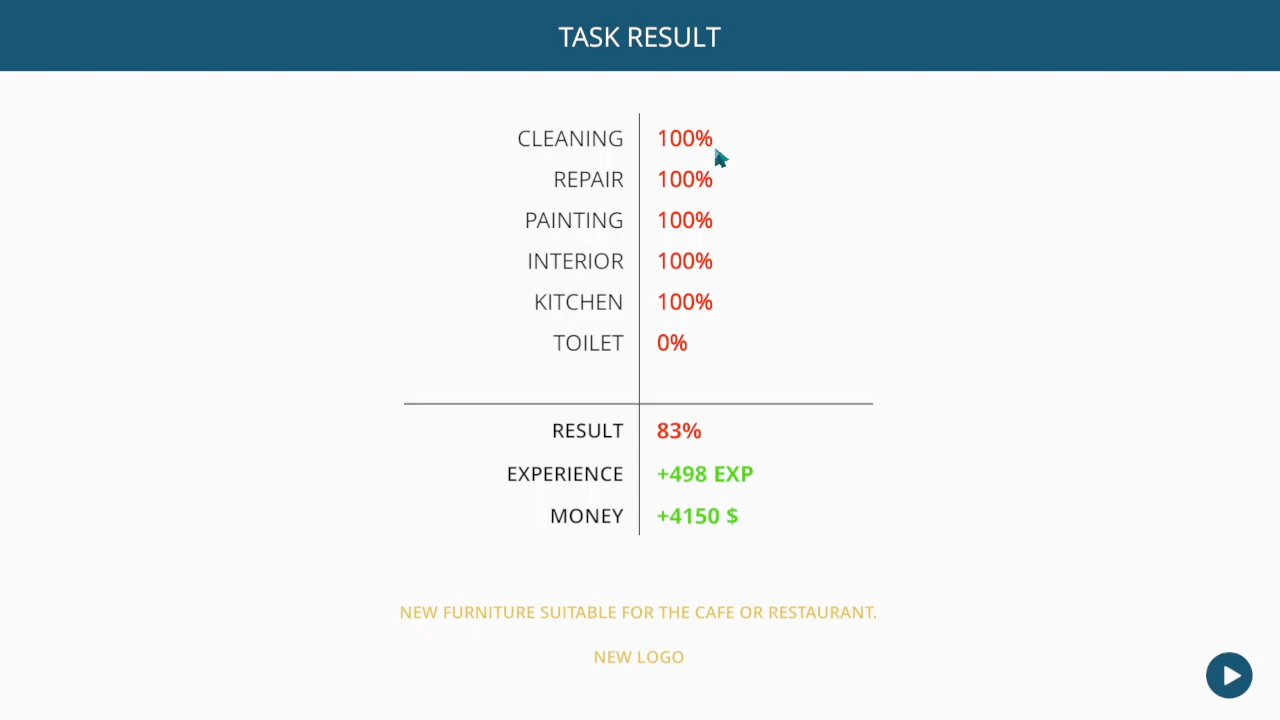 TASK RESULT
CLEANING 100%
REPAIR 100%
PAINTING 100%
INTERIOR 100%
KITCHEN 100%
TOILET 0%
RESULT 83%
EXPERIENCE +498 EXP
MONEY +4150 $
NEW FURNITURE SUITABLE FOR THE CAFE OR RESTAURANT.
NEW LOGO